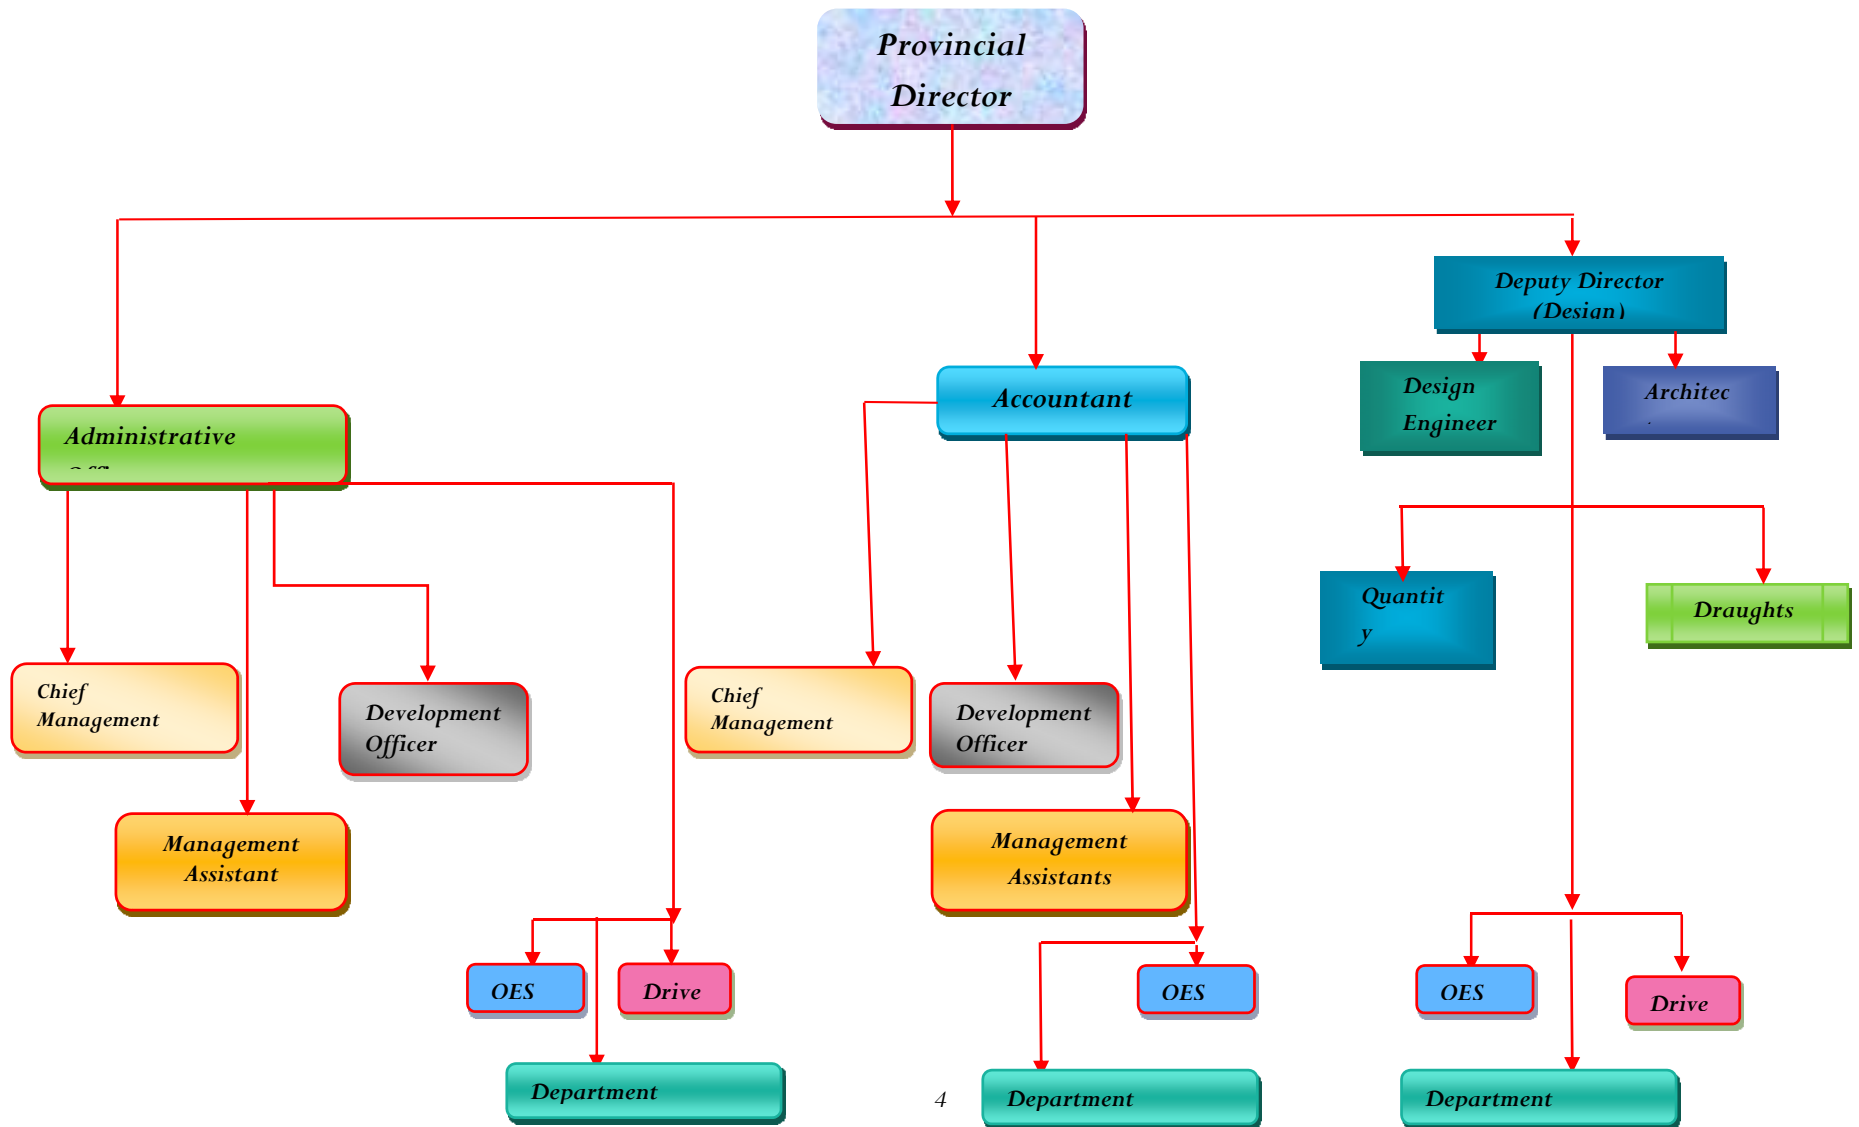 Provincial
Director
Deputy Director
(Design)
Design
Engineer
Architec
Accountant
Administrative
Quantit
y
Draughts
Chief
Management
Development
Officer
Chief
Management
Development
Officer
Management
Assistant
Management
Assistants
OES
Drive
OES
OES
Drive
Department
4
Department
Department